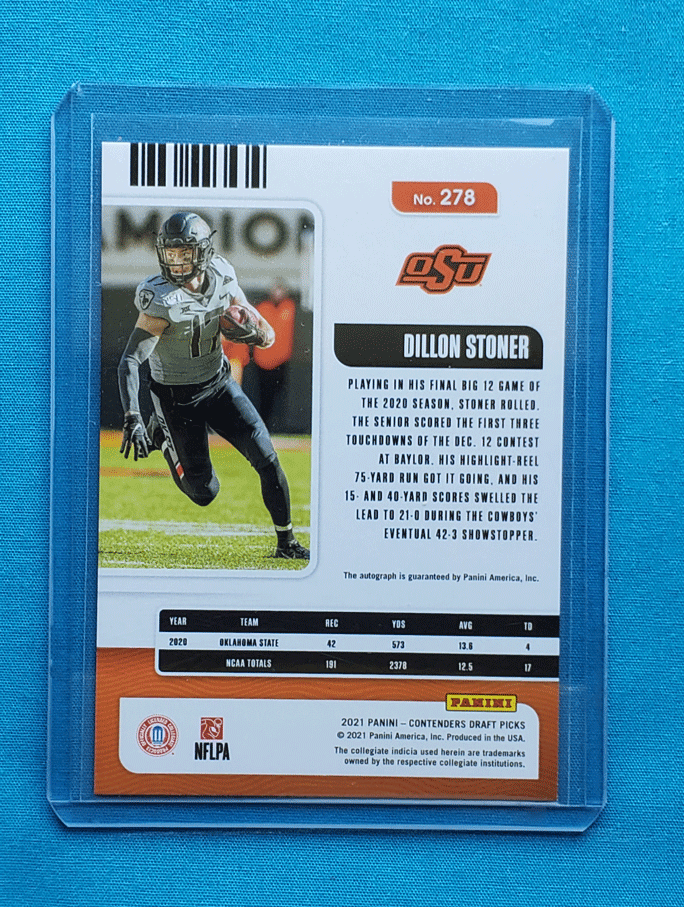 No. 278
AMPION
OSU
17
DILLON STONER
PLAYING IN HIS FINAL BIG 12 GAME OF
THE 2020 SEASON, STONER ROLLED.
THE SENIOR SCORED THE FIRST THREE
TOUCHDOWNS OF THE DEC. 12 CONTEST
AT BAYLOR. HIS HIGHLIGHT-REEL
75-YARD RUN GOT IT GOING, AND HIS
15- AND 40-YARD SCORES SWELLED THE
LEAD TO 21-0 DURING THE COWBOYS'
EVENTUAL 42-3 SHOWSTOPPER.
The autograph is guaranteed by Panini America, Inc.
YEAR TEAM REC YDS AVG TD
2020 OKLAHOMA STATE 42 573 13.6 4
NCAA TOTALS 191 2378 12.5 17
PANINI
2021 PANINI – CONTENDERS DRAFT PICKS
© 2021 Panini America, Inc. Produced in the USA.
The collegiate indicia used herein are trademarks
owned by the respective collegiate institutions.
OFFICIALLY LICENSED COLLEGIATE PRODUCTS
NFLPA